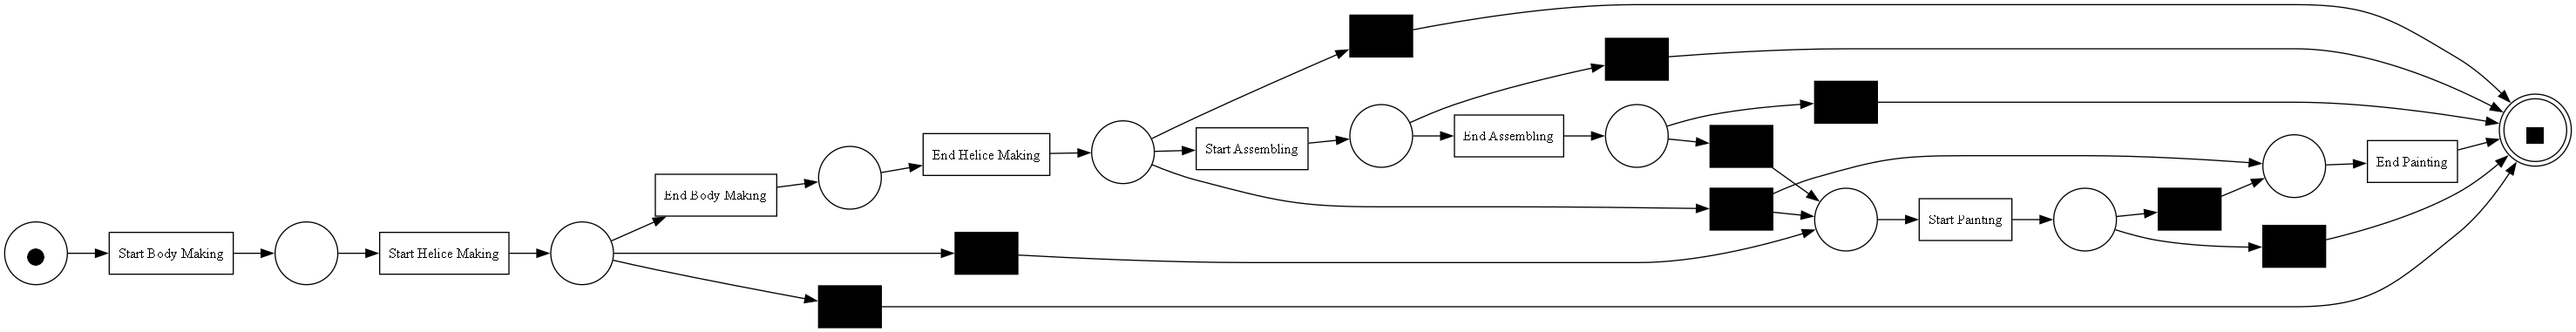 Start Body Making
Start Helice Making
End Body Making
End Helice Making
Start Assembling
End Assembling
Start Painting
End Painting